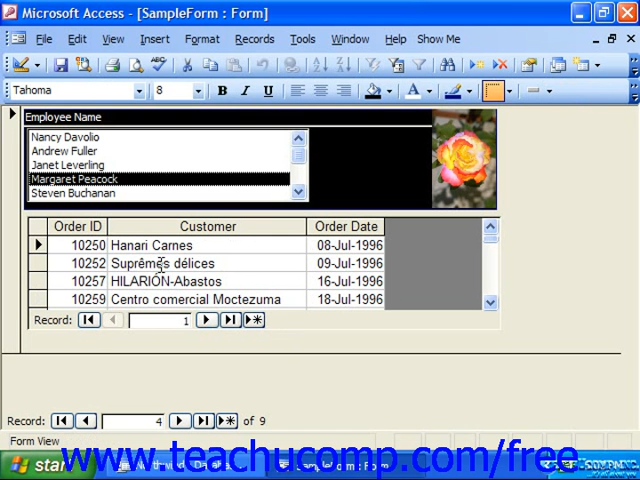 Microsoft Access - [SampleForm : Form]
File Edit View Insert Format Records Tools Window Help Show Me
Tahoma 8 B I U A
Employee Name
Nancy Davolio
Andrew Fuller
Janet Leverling
Margaret Peacock
Steven Buchanan
Order ID Customer Order Date
10250 Hanari Carnes 08-Jul-1996
10252 Suprêmes délices 09-Jul-1996
10257 HILARIÓN-Abastos 16-Jul-1996
10259 Centro comercial Moctezuma 18-Jul-1996
Record: 1
Record: 4 of 9
Form View
start
www.teachucomp.com/free